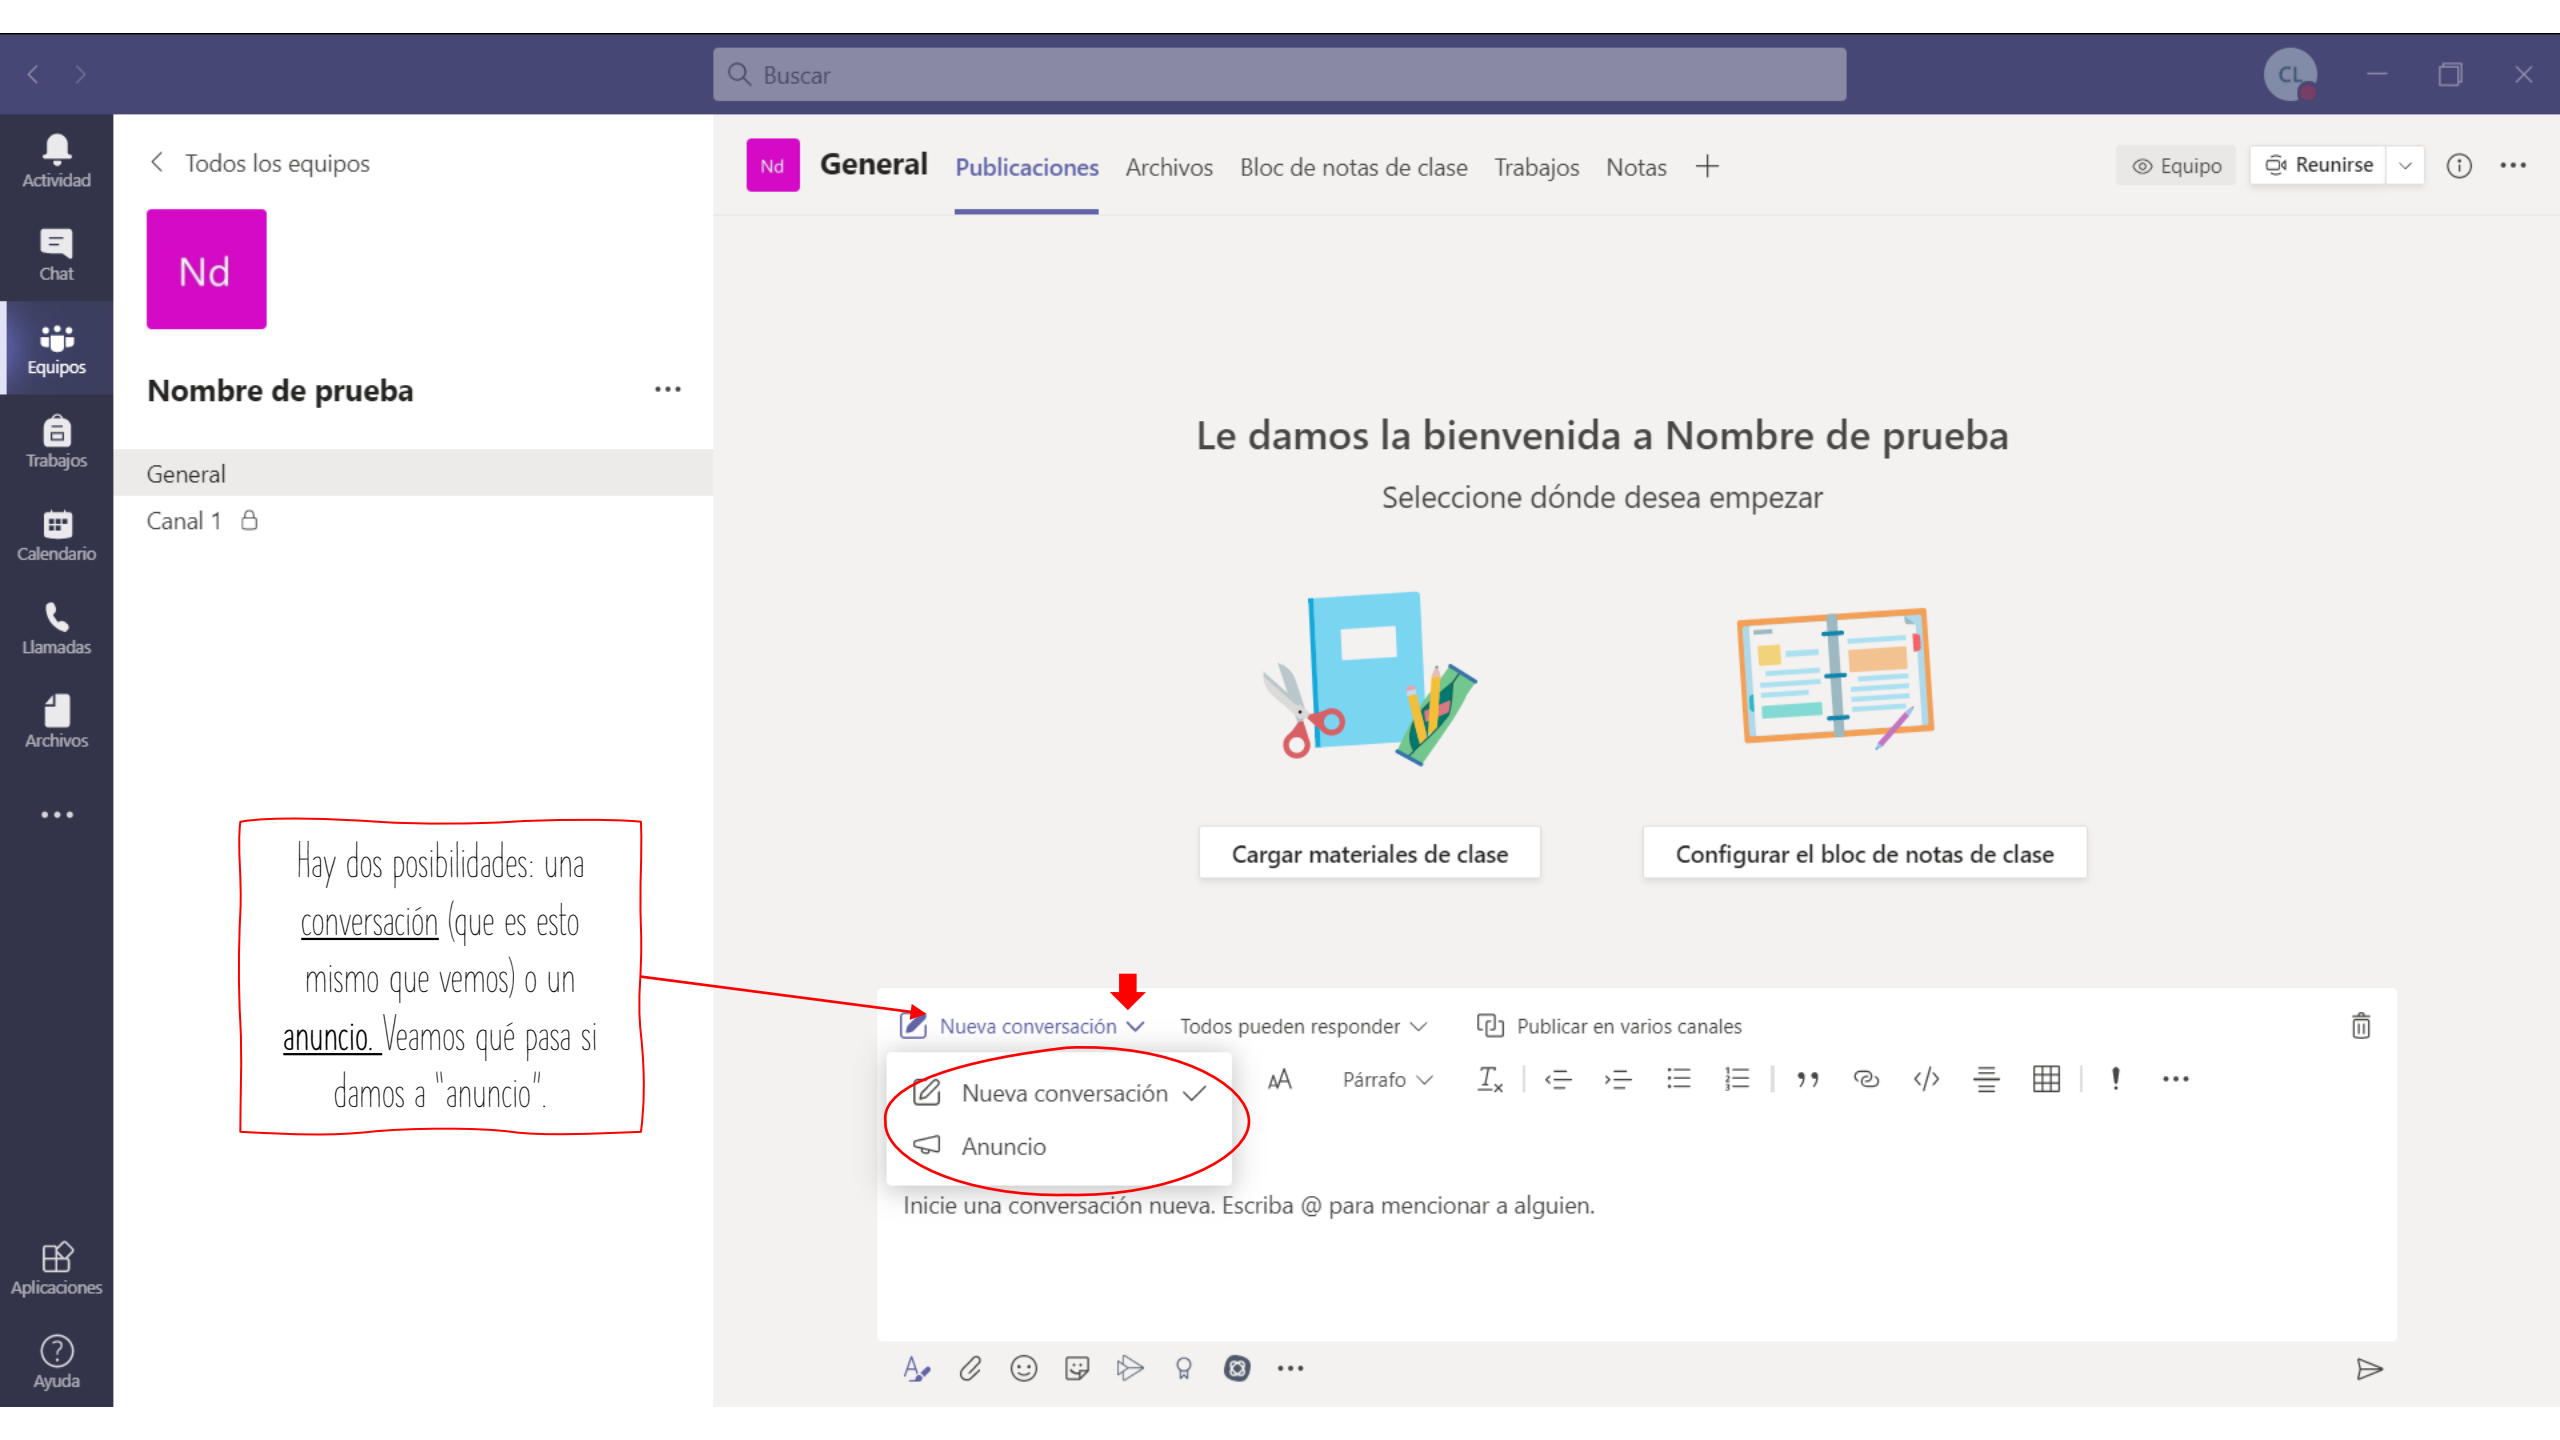 Buscar
CL
Actividad
Chat
Equipos
Trabajos
Calendario
Llamadas
Archivos
Aplicaciones
Ayuda
Todos los equipos
Nd
Nombre de prueba
General
Canal 1
Nd General Publicaciones Archivos Bloc de notas de clase Trabajos Notas
Equipo Reunirse
Le damos la bienvenida a Nombre de prueba
Seleccione dónde desea empezar
Cargar materiales de clase
Configurar el bloc de notas de clase
Hay dos posibilidades: una
conversación (que es esto
mismo que vemos) o un
anuncio. Veamos qué pasa si
damos a "anuncio".
Nueva conversación Todos pueden responder Publicar en varios canales
Nueva conversación
Anuncio
AA Párrafo
Inicie una conversación nueva. Escriba @ para mencionar a alguien.